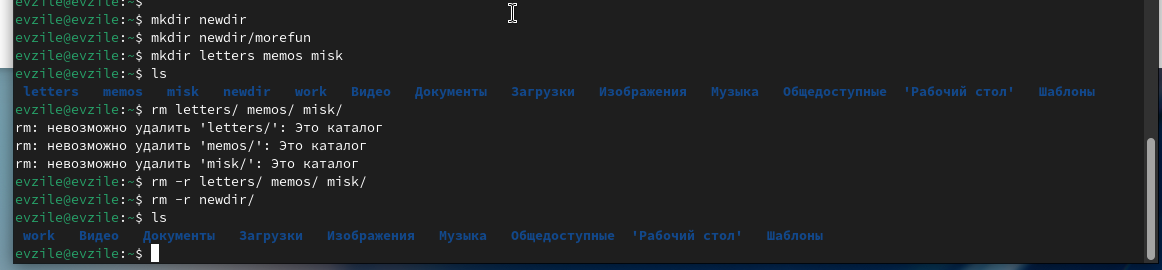 evzile@evzile:~$
evzile@evzile:~$ mkdir newdir
evzile@evzile:~$ mkdir newdir/morefun
evzile@evzile:~$ mkdir letters memos misk
evzile@evzile:~$ ls
letters memos misk newdir work Видео Документы Загрузки Изображения Музыка Общедоступные 'Рабочий стол' Шаблоны
evzile@evzile:~$ rm letters/ memos/ misk/
rm: невозможно удалить 'letters/': Это каталог
rm: невозможно удалить 'memos/': Это каталог
rm: невозможно удалить 'misk/': Это каталог
evzile@evzile:~$ rm -r letters/ memos/ misk/
evzile@evzile:~$ rm -r newdir/
evzile@evzile:~$ ls
work Видео Документы Загрузки Изображения Музыка Общедоступные 'Рабочий стол' Шаблоны
evzile@evzile:~$